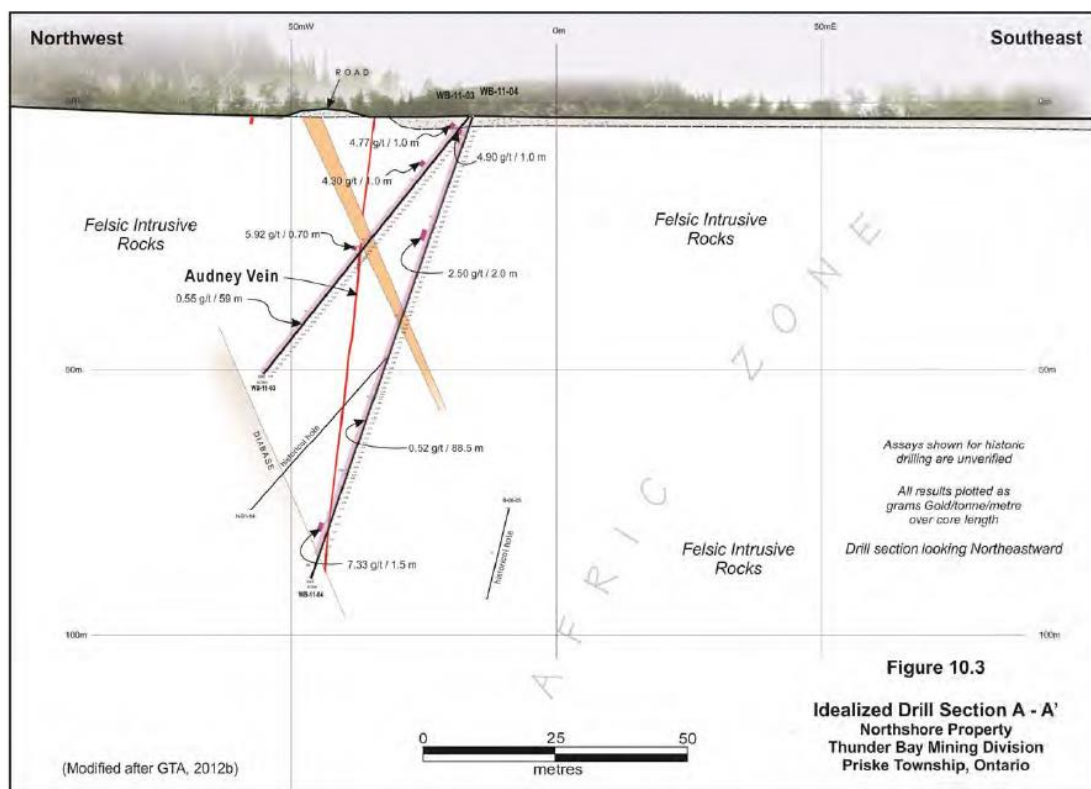 50mW
0m
50mE
Northwest
Southeast
ROAD
WB-11-03
WB-11-04
0m
0m
4.77 g/t / 1.0 m
4.90 g/t / 1.0 m
4.30 g/t / 1.0 m
Felsic Intrusive
Rocks
Felsic Intrusive
Rocks
5.92 g/t / 0.70 m
Audney Vein
2.50 g/t / 2.0 m
0.55 g/t / 59 m
50m
50m
WB-11-03
DIABASE
historical hole
0.52 g/t / 88.5 m
Assays shown for historic
drilling are unverified
All results plotted as
grams Gold/tonne/metre
over core length
Drill section looking Northeastward
historical hole
Felsic Intrusive
Rocks
7.33 g/t / 1.5 m
WB-11-04
AFRIC ZONE
100m
100m
Figure 10.3
Idealized Drill Section A - A'
Northshore Property
Thunder Bay Mining Division
Priske Township, Ontario
0 25 50
metres
(Modified after GTA, 2012b)